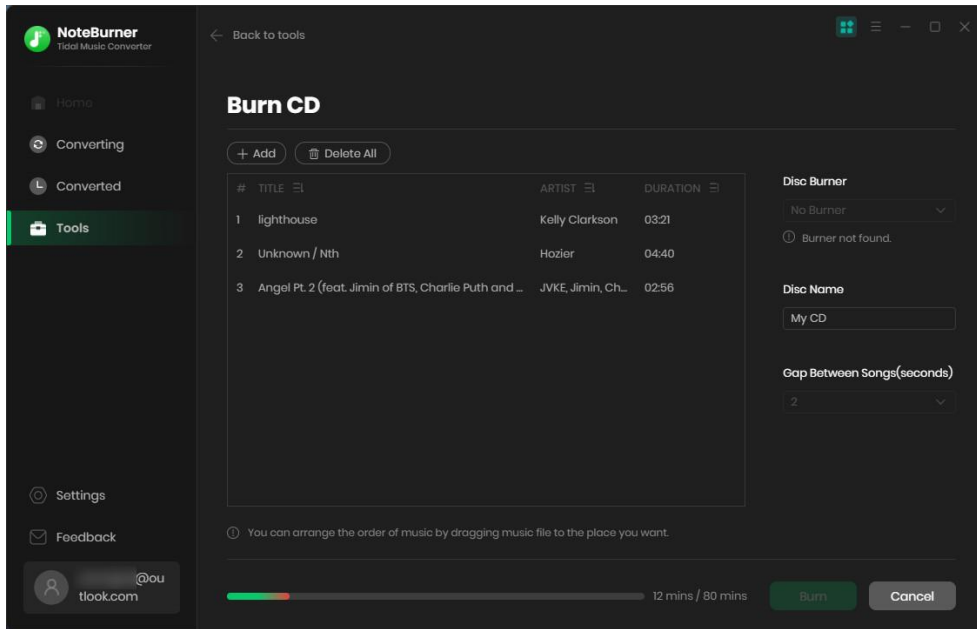 NoteBurner
Tidal Music Converter
Back to tools
Home
Converting
Converted
Tools
Settings
Feedback
@ou
tlook.com
Burn CD
+ Add
Delete All
# TITLE ARTIST DURATION
1 lighthouse Kelly Clarkson 03:21
2 Unknown / Nth Hozier 04:40
3 Angel Pt. 2 (feat. Jimin of BTS, Charlie Puth and ... JVKE, Jimin, Ch... 02:56
Disc Burner
No Burner
Burner not found.
Disc Name
My CD
Gap Between Songs(seconds)
2
You can arrange the order of music by dragging music file to the place you want.
12 mins / 80 mins
Burn
Cancel